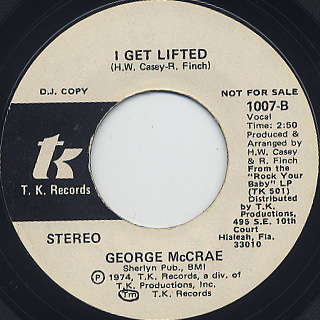 I GET LIFTED
(H.W. Casey-R. Finch)
D.J. COPY
NOT FOR SALE
1007-B
Vocal
Time: 2:50
Produced &
Arranged by
H.W. Casey
& R. Finch
From the
"Rock Your
Baby" LP
(TK 501)
Distributed
by T.K.
Productions,
495 S.E. 10th
Court
Hialeah, Fla.
33010
tk
T. K. Records
STEREO
GEORGE McCRAE
Sherlyn Pub., BMI
℗ 1974, T.K. Records, a div. of
T.K. Productions, Inc.
Tm T.K. Records